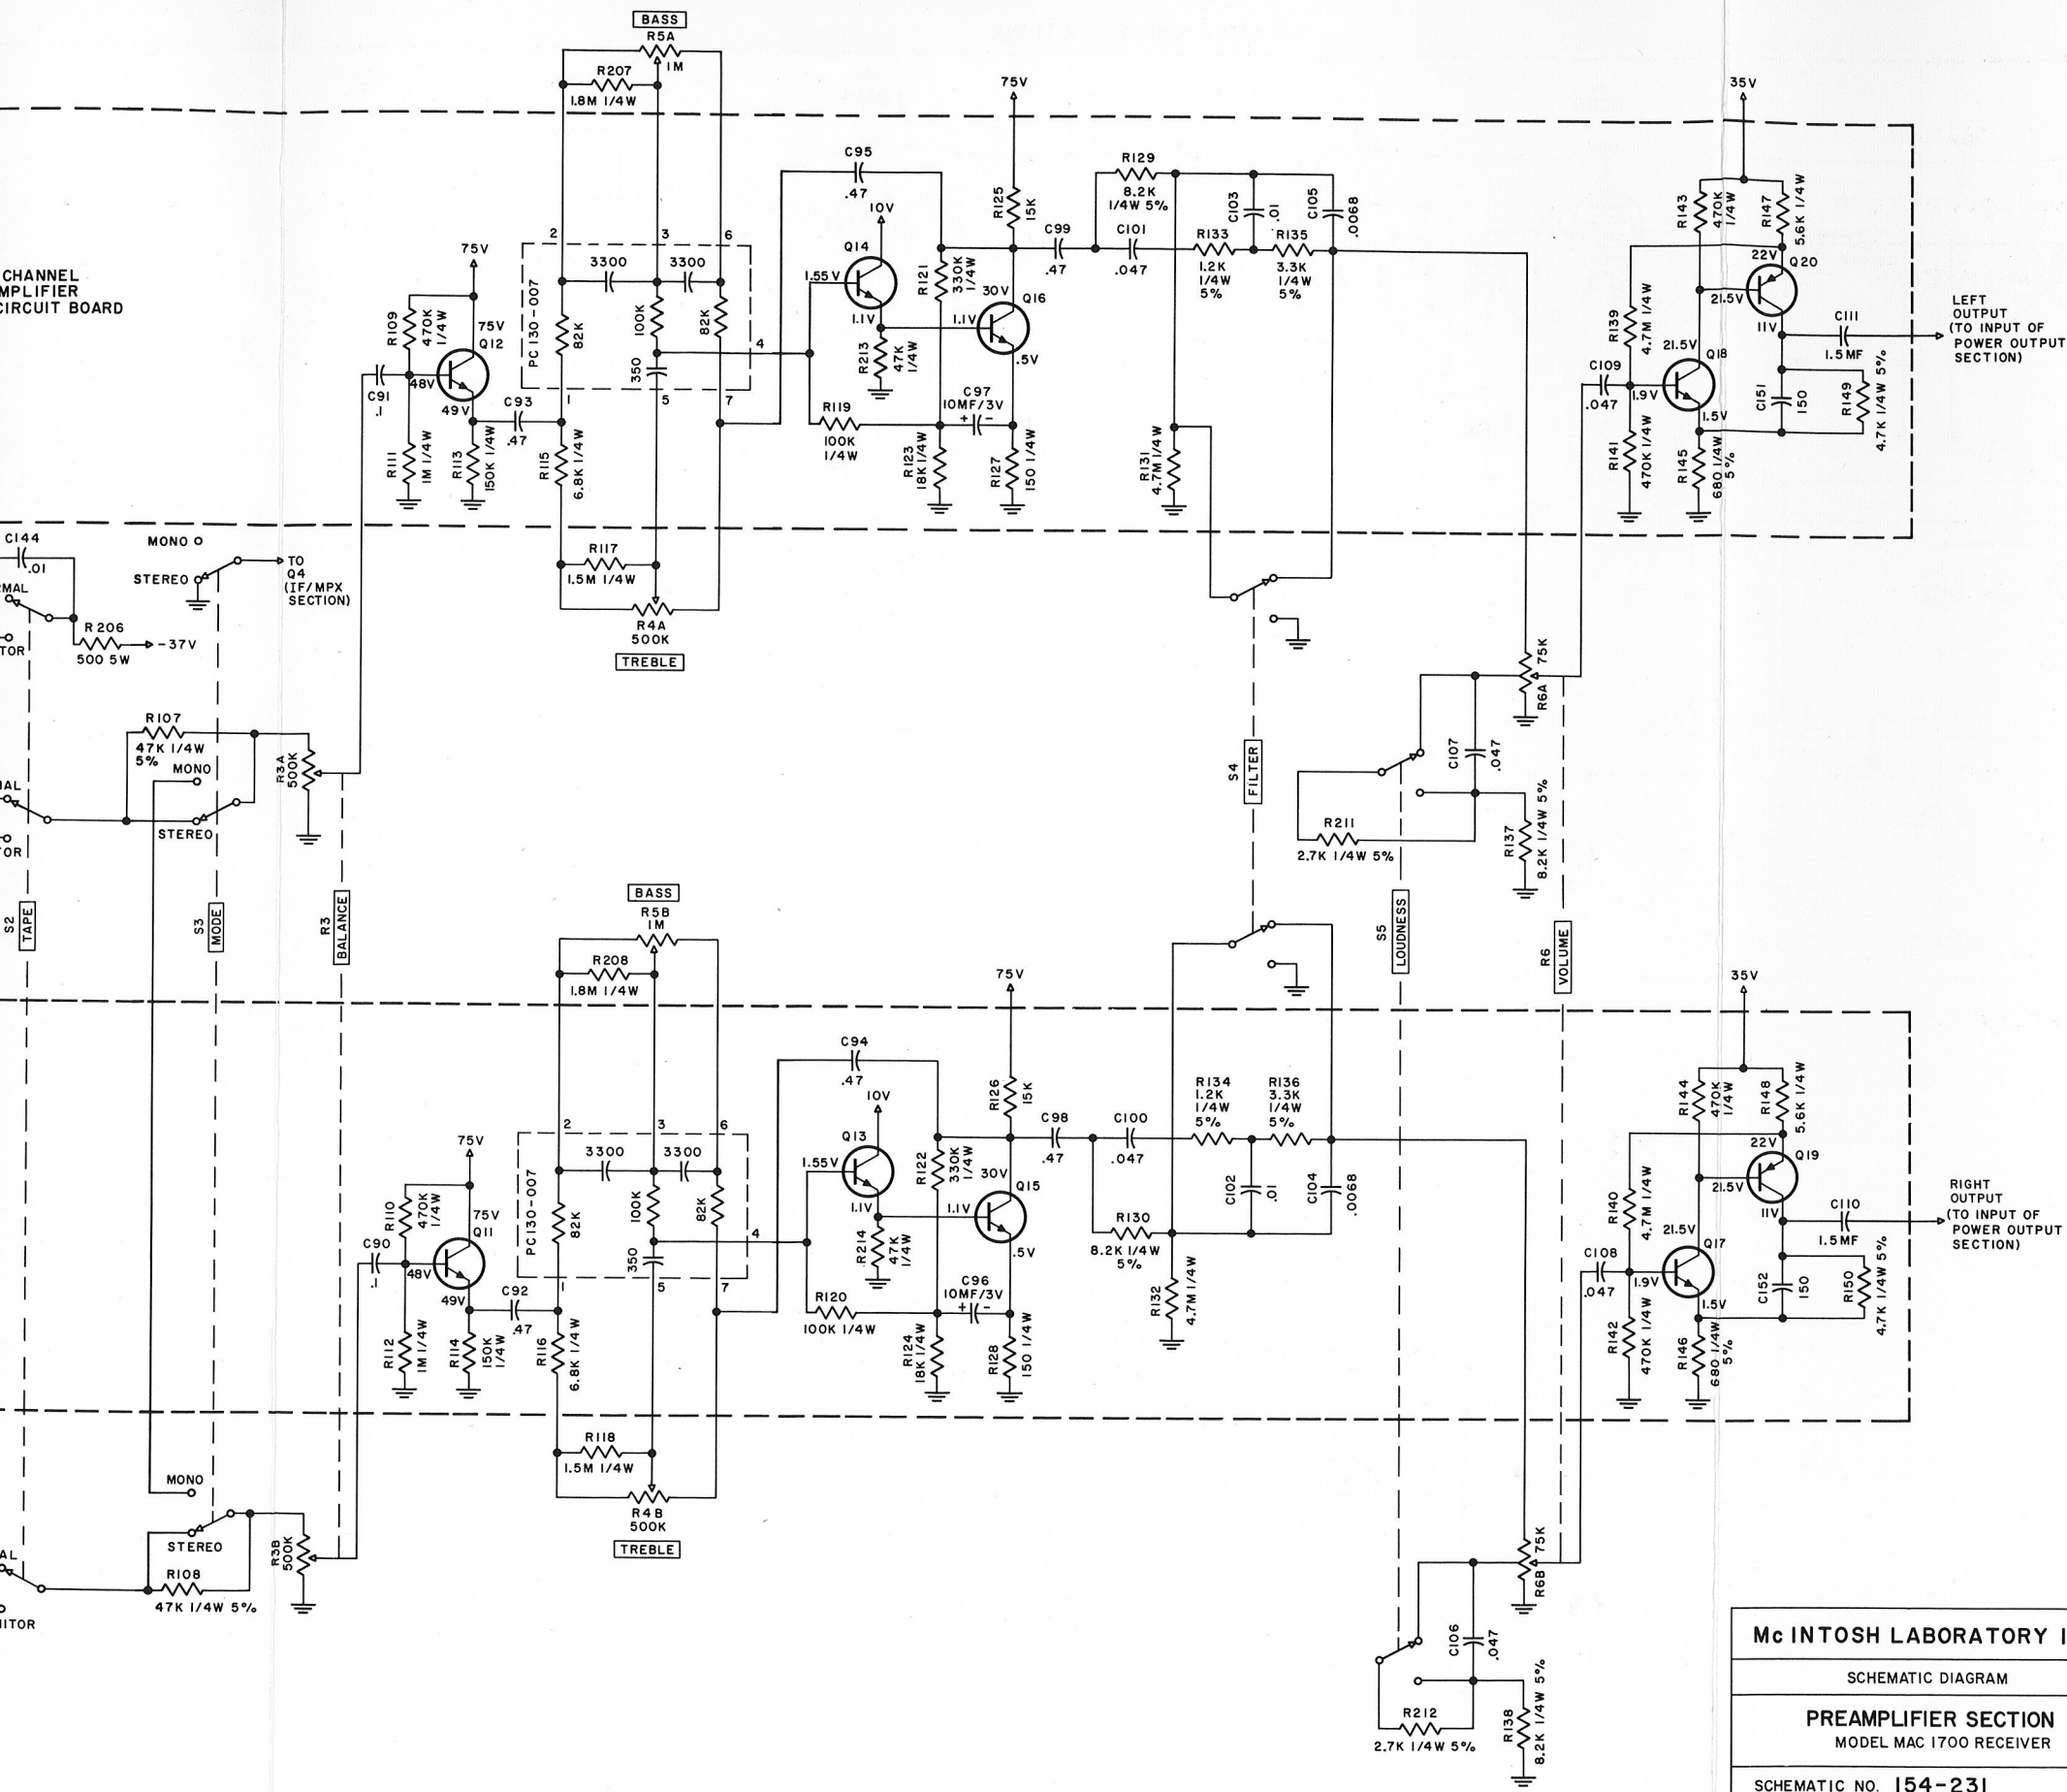 BASS
R5A
1M
R207
1.8M 1/4W
75V
35V
CHANNEL
MPLIFIER
CIRCUIT BOARD
C95
.47
10V
Q14
1.55V
1.1V
R213
47K
1/4W
R121
330K
1/4W
R125
15K
30V
Q16
1.1V
.5V
C97
10MF/3V
+ -
R119
100K
1/4W
R123
18K 1/4W
R127
150 1/4W
C99
.47
R129
8.2K
1/4W 5%
C101
.047
R133
1.2K
1/4W
5%
R135
3.3K
1/4W
5%
C103
.01
C105
.0068
R131
4.7M 1/4W
75V
R109
470K
1/4W
75V
Q12
48V
49V
C91
.1
R111
1M 1/4W
R113
150K 1/4W
C93
.47
R115
6.8K 1/4W
2
3
6
3300
3300
PC130-007
82K
100K
82K
350
4
1
5
7
R143
470K
1/4W
R147
5.6K 1/4W
22V
Q20
21.5V
11V
R139
4.7M 1/4W
21.5V
Q18
C109
.047
1.9V
1.5V
R141
470K 1/4W
R145
680 1/4W
5%
C111
1.5MF
C151
150
R149
4.7K 1/4W 5%
LEFT
OUTPUT
(TO INPUT OF
POWER OUTPUT
SECTION)
C144
.01
MONO
STEREO
TO
Q4
(IF/MPX
SECTION)
RMAL
TOR
R206
500 5W
-37V
R117
1.5M 1/4W
R4A
500K
TREBLE
R107
47K 1/4W
5%
MONO
STEREO
R3A
500K
AL
OR
S2
TAPE
S3
MODE
R3
BALANCE
S4
FILTER
S5
LOUDNESS
R6
VOLUME
R6A
75K
C107
.047
R211
2.7K 1/4W 5%
R137
8.2K 1/4W 5%
BASS
R5B
1M
R208
1.8M 1/4W
75V
35V
C94
.47
10V
Q13
1.55V
1.1V
R214
47K
1/4W
R122
330K
1/4W
R126
15K
30V
Q15
1.1V
.5V
C96
10MF/3V
+ -
R120
100K 1/4W
R124
18K 1/4W
R128
150 1/4W
C98
.47
C100
.047
R134
1.2K
1/4W
5%
R136
3.3K
1/4W
5%
C102
.01
C104
.0068
R130
8.2K 1/4W
5%
R132
4.7M 1/4W
75V
R110
470K
1/4W
75V
Q11
48V
49V
C90
.1
R112
1M 1/4W
R114
150K
1/4W
C92
.47
R116
6.8K 1/4W
2
3
6
3300
3300
PC130-007
82K
100K
82K
350
4
1
5
7
R144
470K
1/4W
R148
5.6K 1/4W
22V
Q19
21.5V
11V
R140
4.7M 1/4W
21.5V
Q17
C108
.047
1.9V
1.5V
R142
470K 1/4W
R146
680 1/4W
5%
C110
1.5MF
C152
150
R150
4.7K 1/4W 5%
RIGHT
OUTPUT
(TO INPUT OF
POWER OUTPUT
SECTION)
R118
1.5M 1/4W
R4B
500K
TREBLE
MONO
STEREO
R108
47K 1/4W 5%
R3B
500K
AL
NITOR
R6B
75K
C106
.047
R212
2.7K 1/4W 5%
R138
8.2K 1/4W 5%
Mc INTOSH LABORATORY I
SCHEMATIC DIAGRAM
PREAMPLIFIER SECTION
MODEL MAC 1700 RECEIVER
SCHEMATIC NO. 154-231